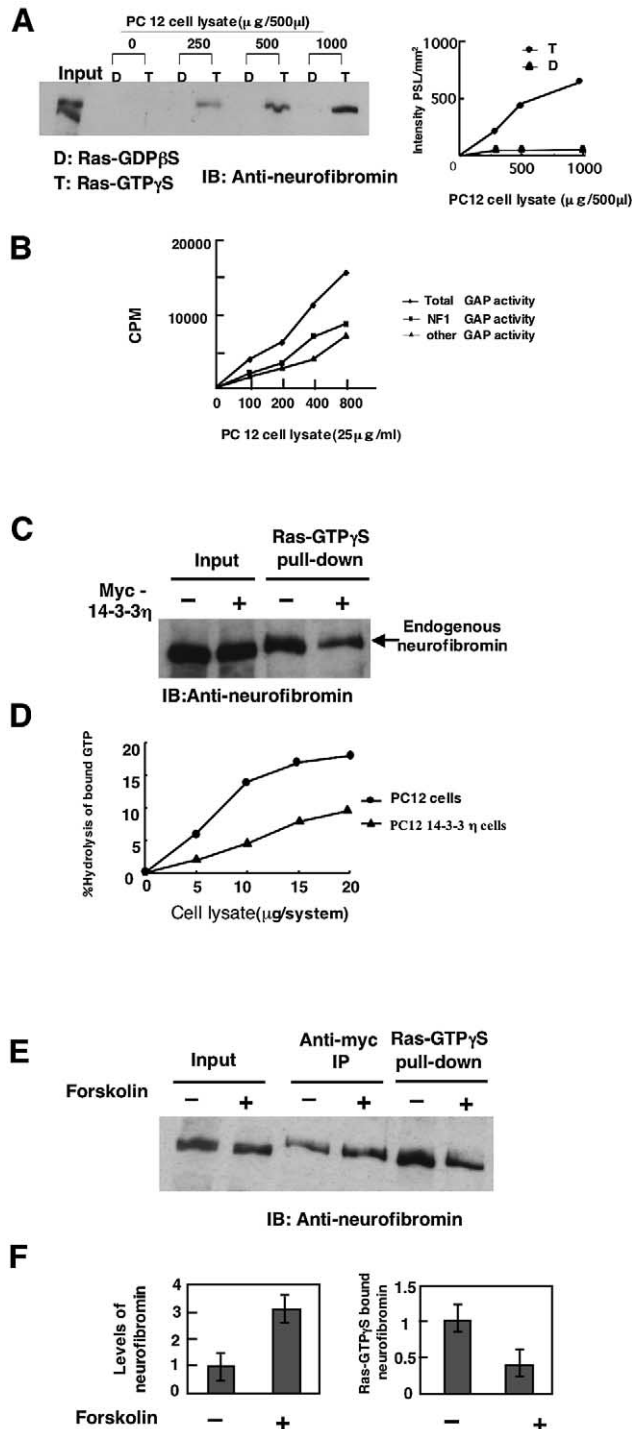 A
PC 12 cell lysate(μ g/500μl)
0 250 500 1000
Input D T D T D T D T
D: Ras-GDPβS
T: Ras-GTPγS
IB: Anti-neurofibromin
Intensity PSL/mm²
1000
500
0
500
1000
T
D
PC12 cell lysate (μ g/500μl)
B
CPM
20000
10000
0 100 200 400 800
PC 12 cell lysate(25μ g/ml)
Total GAP activity
NF1 GAP activity
other GAP activity
C
Ras-GTPγS
Input pull-down
Myc -
14-3-3η
− + − +
Endogenous
neurofibromin
IB:Anti-neurofibromin
D
%Hydrolysis of bound GTP
20
15
10
5
0
0 5 10 15 20
Cell lysate(μg/system)
PC12 cells
PC12 14-3-3 η cells
E
Input
Anti-myc
IP
Ras-GTPγS
pull-down
Forskolin − + − + − +
IB: Anti-neurofibromin
F
Levels of
neurofibromin
4
3
2
1
0
Forskolin − +
Ras-GTPγS bound
neurofibromin
1.5
1
0.5
0
− +